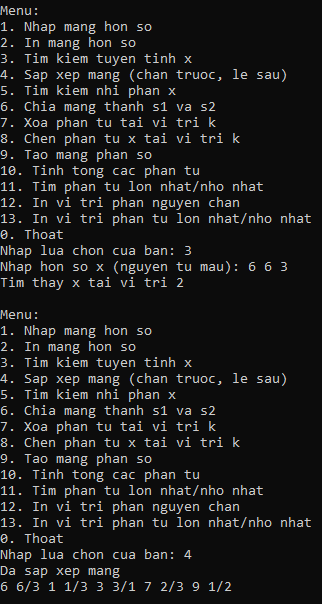 Menu:
1. Nhap mang hon so
2. In mang hon so
3. Tim kiem tuyen tinh x
4. Sap xep mang (chan truoc, le sau)
5. Tim kiem nhi phan x
6. Chia mang thanh s1 va s2
7. Xoa phan tu tai vi tri k
8. Chen phan tu x tai vi tri k
9. Tao mang phan so
10. Tinh tong cac phan tu
11. Tim phan tu lon nhat/nho nhat
12. In vi tri phan nguyen chan
13. In vi tri phan tu lon nhat/nho nhat
0. Thoat
Nhap lua chon cua ban: 3
Nhap hon so x (nguyen tu mau): 6 6 3
Tim thay x tai vi tri 2
Menu:
1. Nhap mang hon so
2. In mang hon so
3. Tim kiem tuyen tinh x
4. Sap xep mang (chan truoc, le sau)
5. Tim kiem nhi phan x
6. Chia mang thanh s1 va s2
7. Xoa phan tu tai vi tri k
8. Chen phan tu x tai vi tri k
9. Tao mang phan so
10. Tinh tong cac phan tu
11. Tim phan tu lon nhat/nho nhat
12. In vi tri phan nguyen chan
13. In vi tri phan tu lon nhat/nho nhat
0. Thoat
Nhap lua chon cua ban: 4
Da sap xep mang
6 6/3 1 1/3 3 3/1 7 2/3 9 1/2